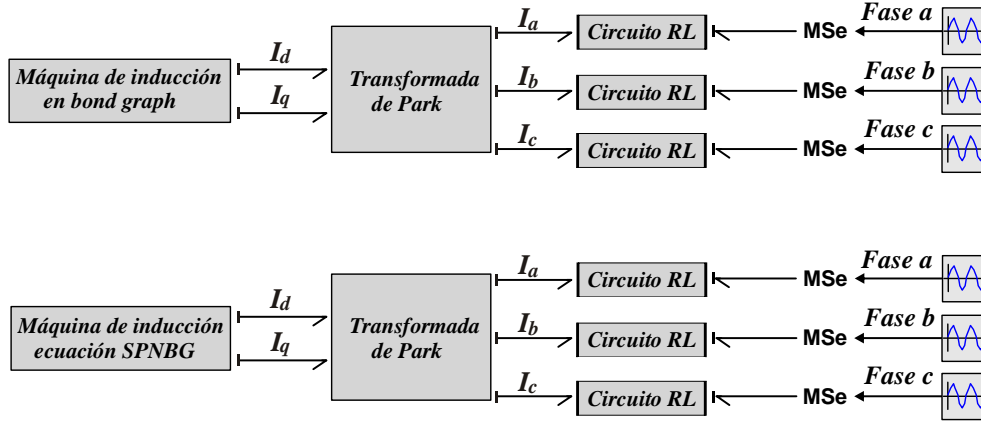 I_a
Circuito RL
MSe
Fase a
I_d
Máquina de inducción
en bond graph
I_q
Transformada
de Park
I_b
Circuito RL
MSe
Fase b
I_c
Circuito RL
MSe
Fase c
I_a
Circuito RL
MSe
Fase a
I_d
Máquina de inducción
ecuación SPNBG
I_q
Transformada
de Park
I_b
Circuito RL
MSe
Fase b
I_c
Circuito RL
MSe
Fase c